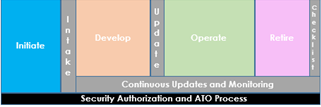 Initiate
Intake
Develop
Update
Operate
Retire
Checklist
Continuous Updates and Monitoring
Security Authorization and ATO Process